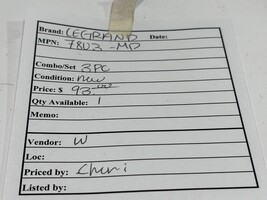 Brand: LEGRAND Date:
MPN: 7803-MD
Combo/Set 3PC
Condition: new
Price: $ 93.00
Qty Available: 1
Memo:
Vendor: W
Loc:
Priced by: Cheri
Listed by: